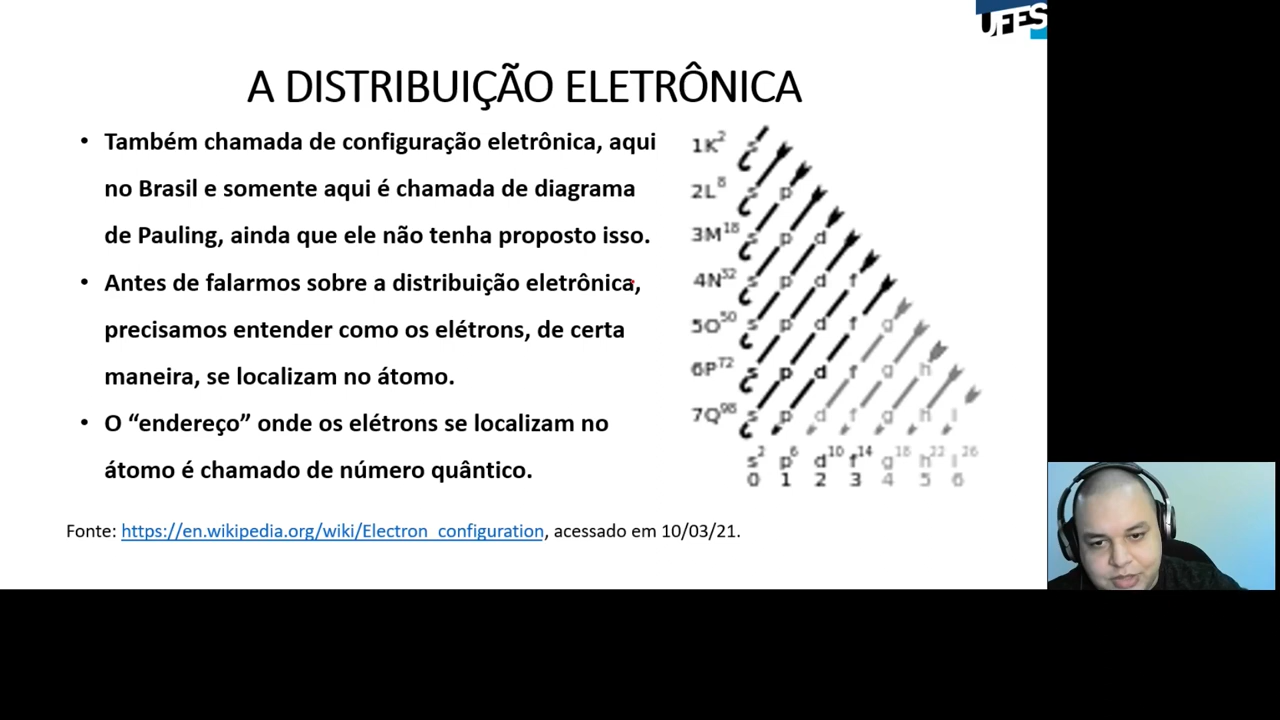 UFES
A DISTRIBUIÇÃO ELETRÔNICA
• Também chamada de configuração eletrônica, aqui
no Brasil e somente aqui é chamada de diagrama
de Pauling, ainda que ele não tenha proposto isso.
• Antes de falarmos sobre a distribuição eletrônica,
precisamos entender como os elétrons, de certa
maneira, se localizam no átomo.
• O “endereço” onde os elétrons se localizam no
átomo é chamado de número quântico.
1K² s
2L⁸ s p
3M¹⁸ s p d
4N³² s p d f
5O⁵⁰ s p d f g
6P⁷² s p d f g h
7Q⁹⁸ s p d f g h i
s² p⁶ d¹⁰ f¹⁴ g¹⁸ h²² i²⁶
0 1 2 3 4 5 6
Fonte: https://en.wikipedia.org/wiki/Electron_configuration, acessado em 10/03/21.